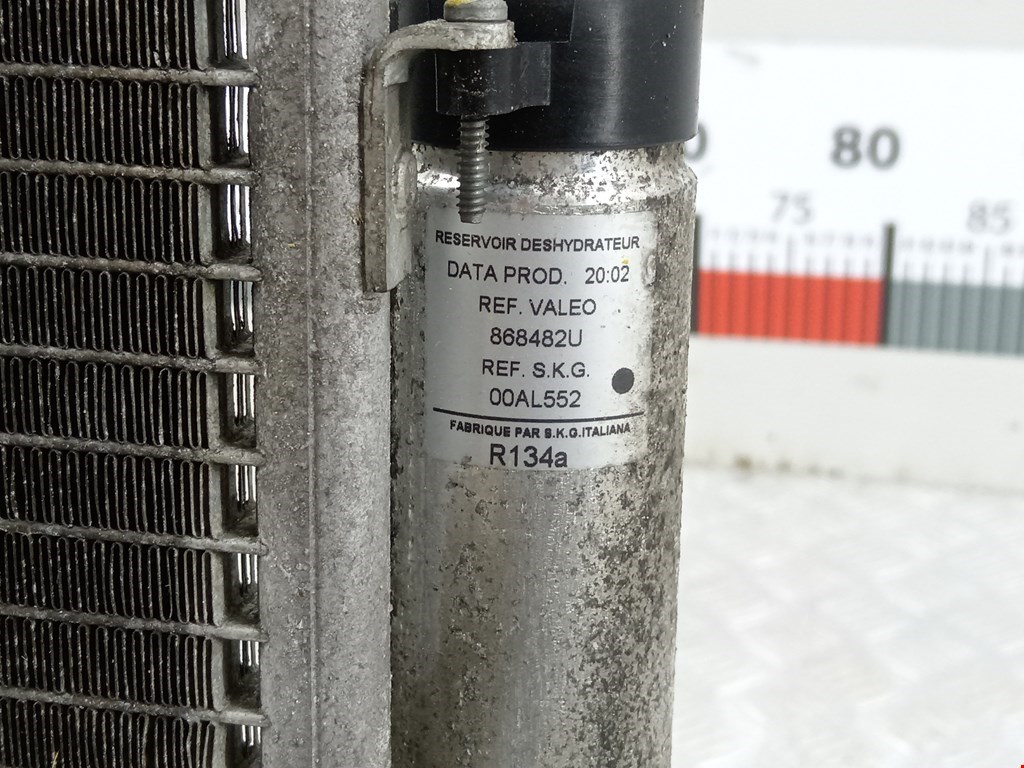 RESERVOIR DESHYDRATEUR
DATA PROD. 20:02
REF. VALEO
868482U
REF. S.K.G.
00AL552
FABRIQUE PAR S.K.G.ITALIANA
R134a
80
75
85